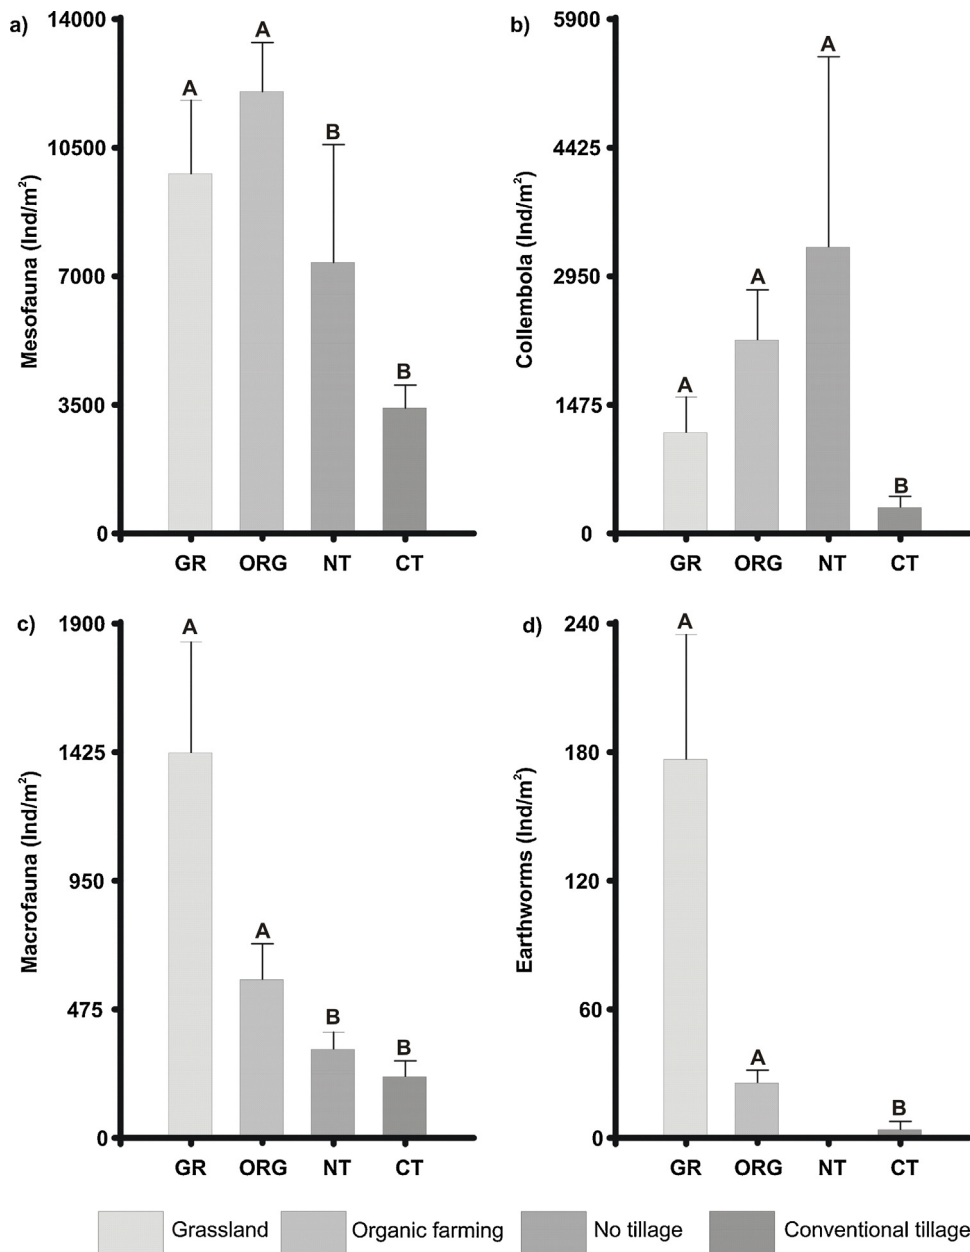 a)
14000
10500
7000
3500
0
Mesofauna (Ind/m²)
A
A
B
B
GR ORG NT CT
b)
5900
4425
2950
1475
0
Collembola (Ind/m²)
A
A
A
B
GR ORG NT CT
c)
1900
1425
950
475
0
Macrofauna (Ind/m²)
A
A
B
B
GR ORG NT CT
d)
240
180
120
60
0
Earthworms (Ind/m²)
A
A
B
GR ORG NT CT
Grassland Organic farming No tillage Conventional tillage